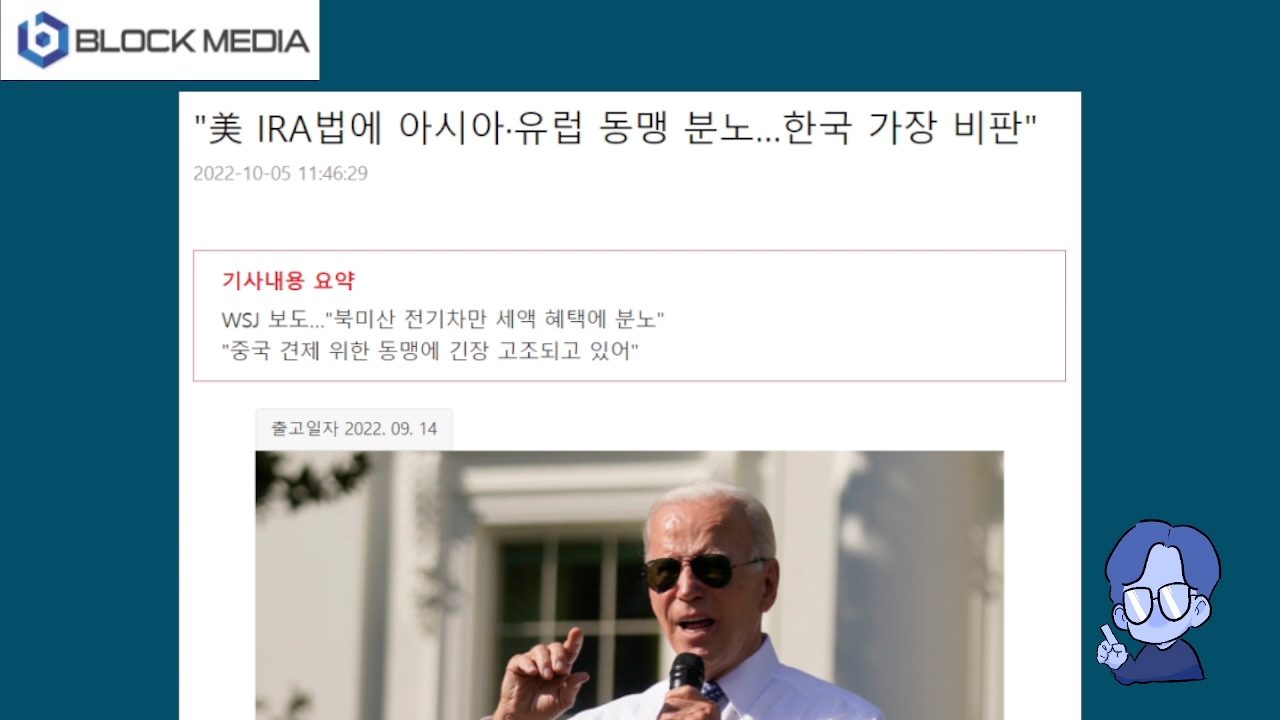 BLOCK MEDIA
"美 IRA법에 아시아·유럽 동맹 분노...한국 가장 비판"
2022-10-05 11:46:29
기사내용 요약
WSJ 보도..."북미산 전기차만 세액 혜택에 분노"
"중국 견제 위한 동맹에 긴장 고조되고 있어"
출고일자 2022. 09. 14